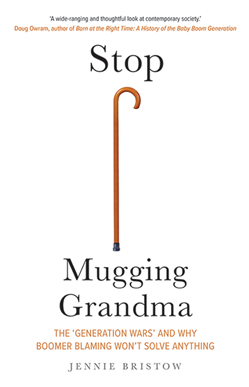 'A wide-ranging and thoughtful look at contemporary society.'
Doug Owram, author of Born at the Right Time: A History of the Baby Boom Generation
Stop
Mugging
Grandma
THE 'GENERATION WARS' AND WHY
BOOMER BLAMING WON'T SOLVE ANYTHING
JENNIE BRISTOW